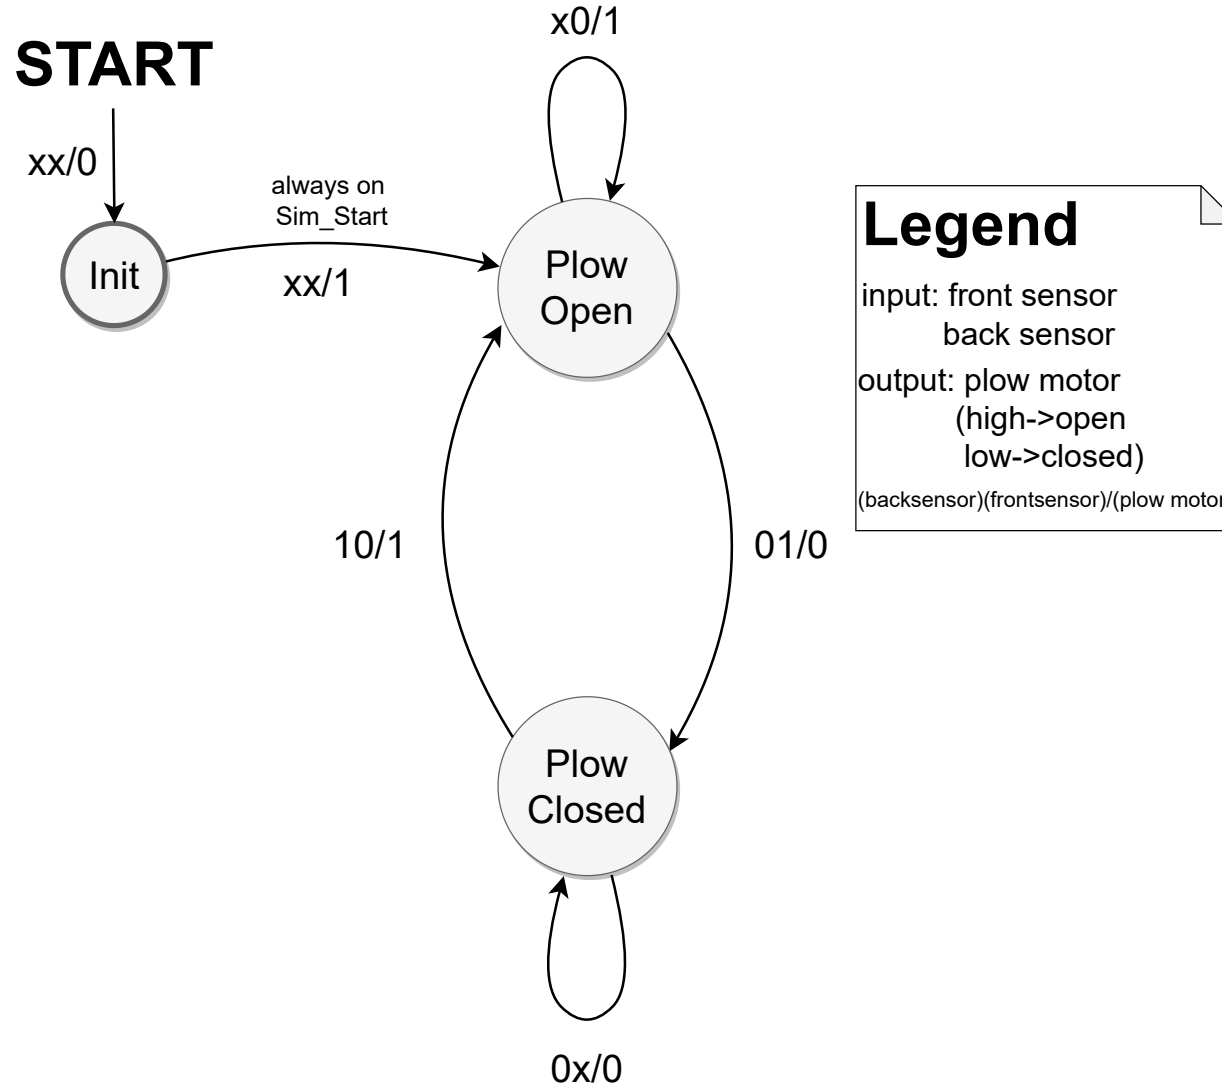 x0/1
START
xx/0
always on
Sim_Start
xx/1
Init
Plow
Open
Legend
input: front sensor
back sensor
output: plow motor
(high->open
low->closed)
(backsensor)(frontsensor)/(plow motor
10/1
01/0
Plow
Closed
0x/0